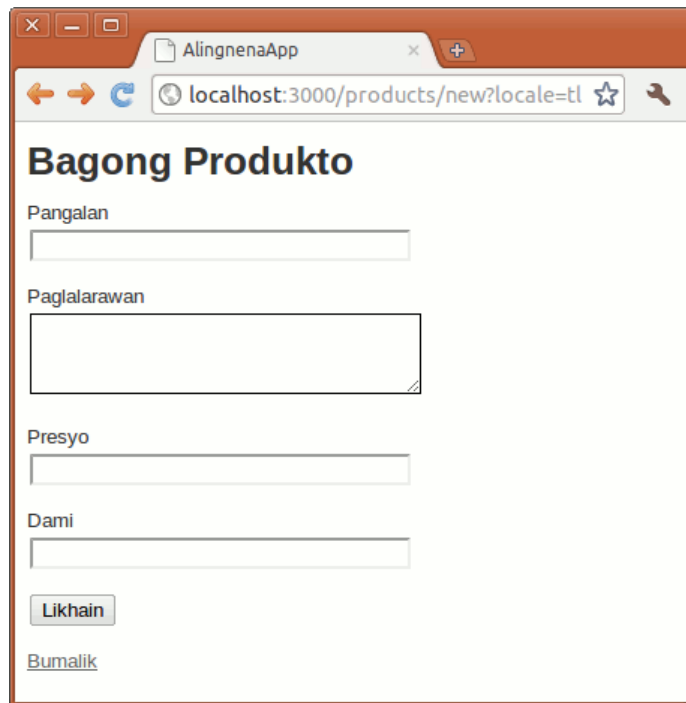 AlingnenaApp
localhost:3000/products/new?locale=tl
Bagong Produkto
Pangalan
Paglalarawan
Presyo
Dami
Likhain
Bumalik